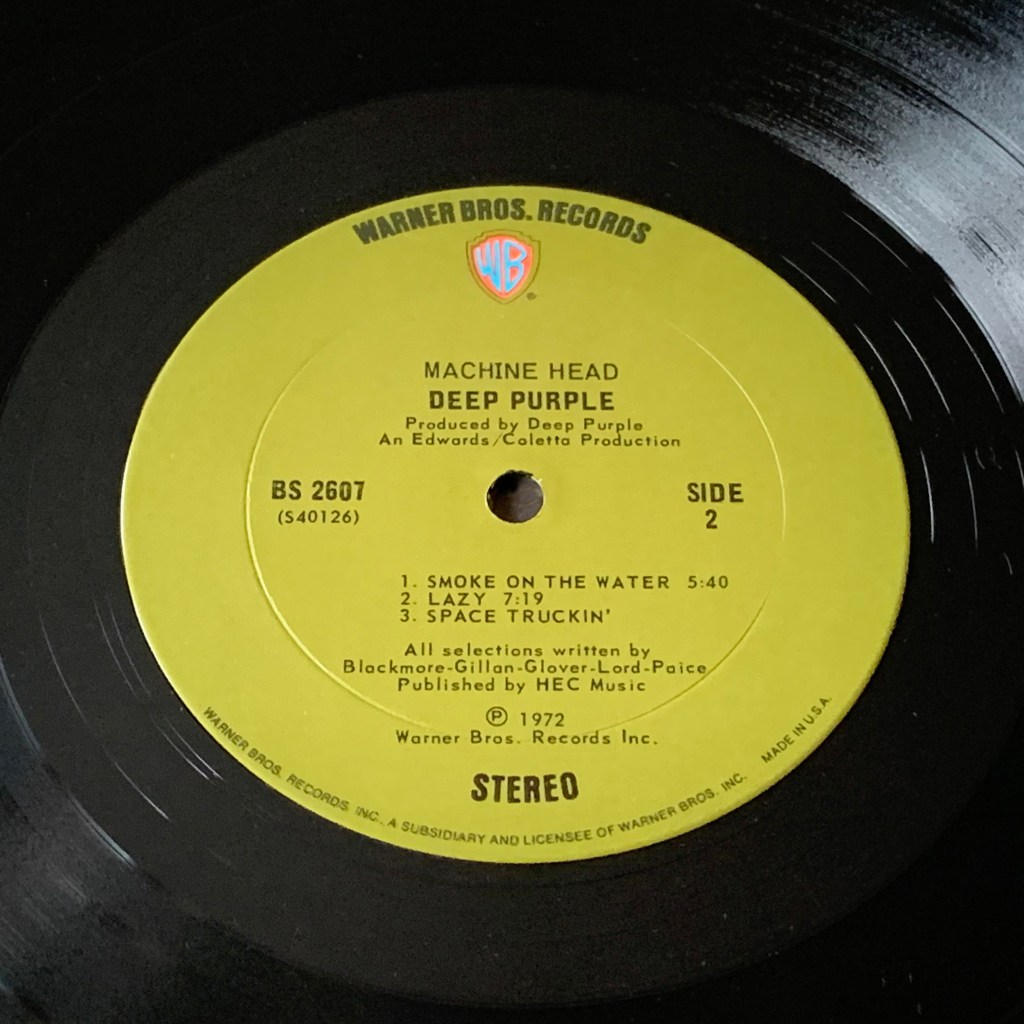 WARNER BROS. RECORDS
WB
®
MACHINE HEAD
DEEP PURPLE
Produced by Deep Purple
An Edwards/Coletta Production
BS 2607
(S40126)
SIDE
2
1. SMOKE ON THE WATER 5:40
2. LAZY 7:19
3. SPACE TRUCKIN'
All selections written by
Blackmore-Gillan-Glover-Lord-Paice
Published by HEC Music
℗ 1972
Warner Bros. Records Inc.
STEREO
WARNER BROS. RECORDS INC., A SUBSIDIARY AND LICENSEE OF WARNER BROS. INC. MADE IN U.S.A.